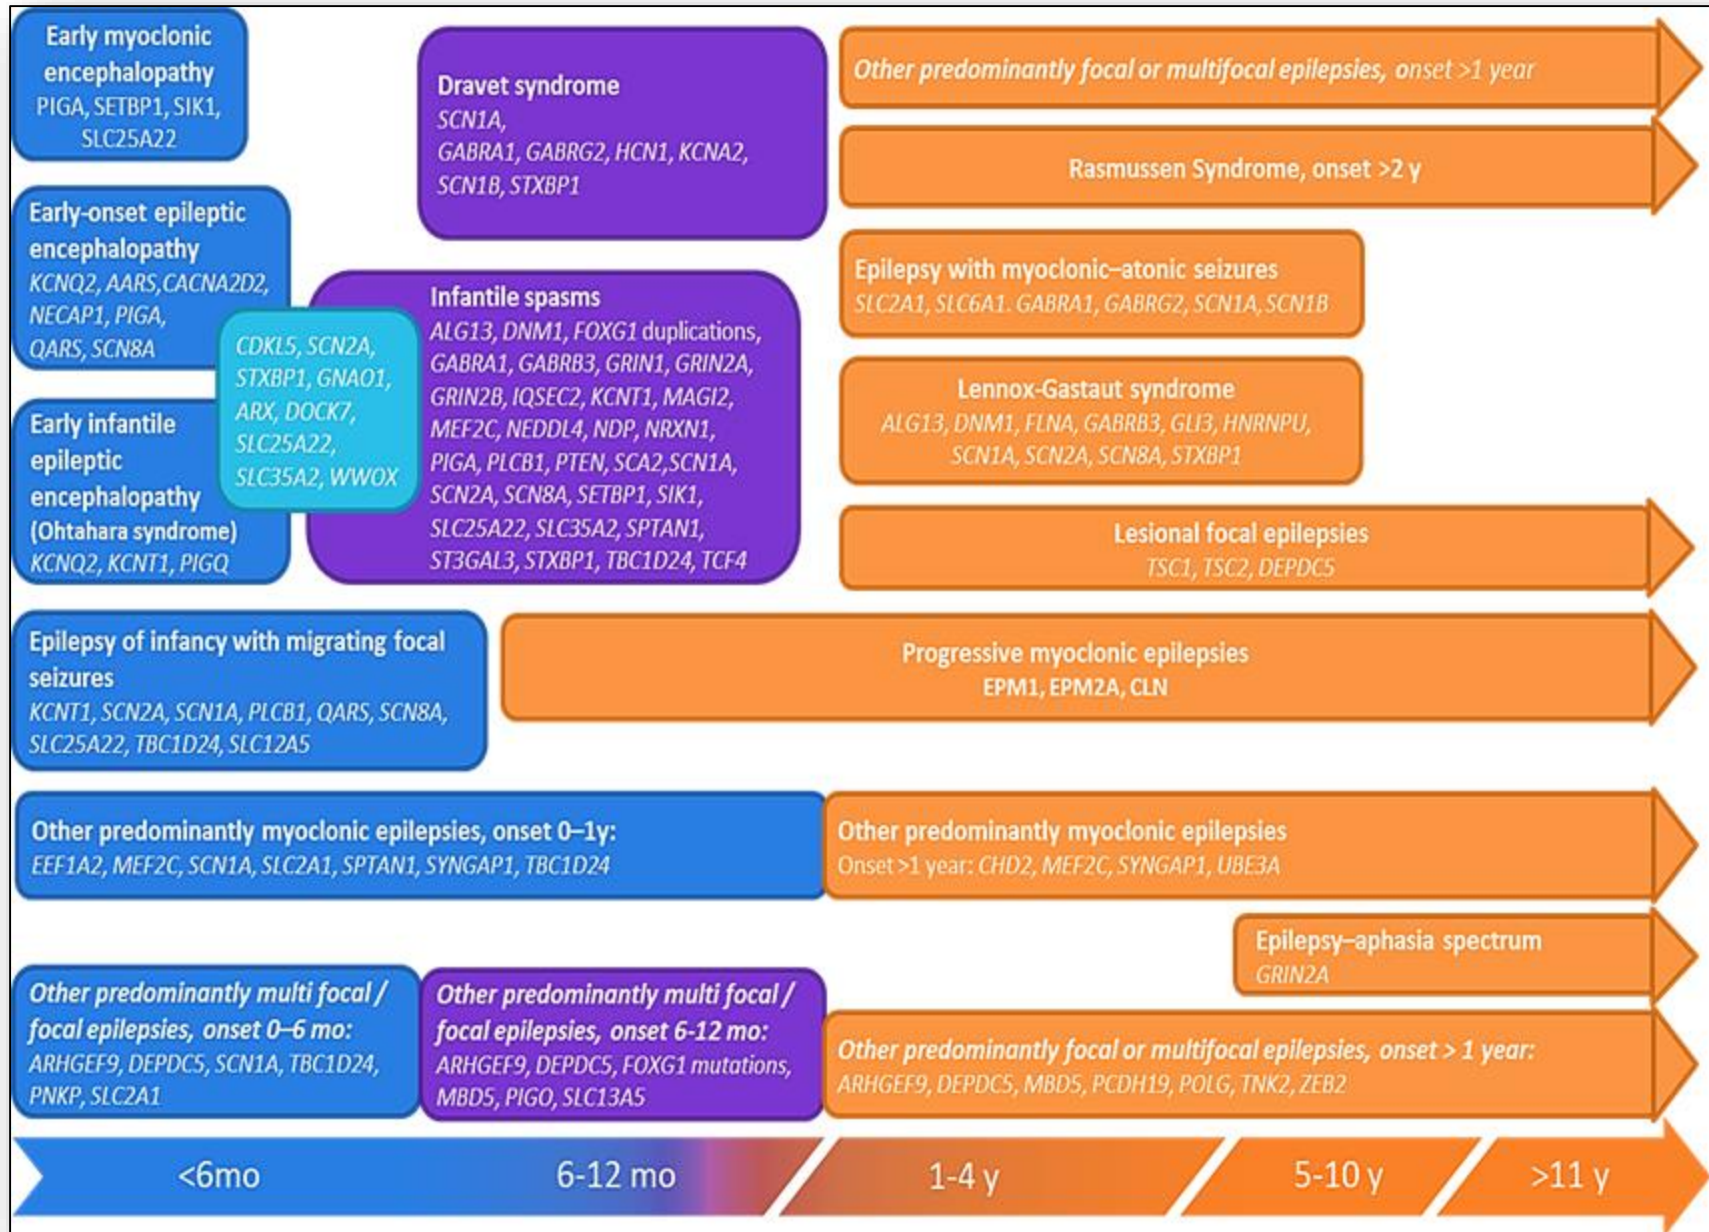 Early myoclonic
encephalopathy
PIGA, SETBP1, SIK1,
SLC25A22
Early-onset epileptic
encephalopathy
KCNQ2, AARS,CACNA2D2,
NECAP1, PIGA,
QARS, SCN8A
CDKL5, SCN2A,
STXBP1, GNAO1,
ARX, DOCK7,
SLC25A22,
SLC35A2, WWOX
Early infantile
epileptic
encephalopathy
(Ohtahara syndrome)
KCNQ2, KCNT1, PIGQ
Dravet syndrome
SCN1A,
GABRA1, GABRG2, HCN1, KCNA2,
SCN1B, STXBP1
Infantile spasms
ALG13, DNM1, FOXG1 duplications,
GABRA1, GABRB3, GRIN1, GRIN2A,
GRIN2B, IQSEC2, KCNT1, MAGI2,
MEF2C, NEDDL4, NDP, NRXN1,
PIGA, PLCB1, PTEN, SCA2,SCN1A,
SCN2A, SCN8A, SETBP1, SIK1,
SLC25A22, SLC35A2, SPTAN1,
ST3GAL3, STXBP1, TBC1D24, TCF4
Other predominantly focal or multifocal epilepsies, onset >1 year
Rasmussen Syndrome, onset >2 y
Epilepsy with myoclonic–atonic seizures
SLC2A1, SLC6A1. GABRA1, GABRG2, SCN1A, SCN1B
Lennox-Gastaut syndrome
ALG13, DNM1, FLNA, GABRB3, GLI3, HNRNPU,
SCN1A, SCN2A, SCN8A, STXBP1
Lesional focal epilepsies
TSC1, TSC2, DEPDC5
Epilepsy of infancy with migrating focal
seizures
KCNT1, SCN2A, SCN1A, PLCB1, QARS, SCN8A,
SLC25A22, TBC1D24, SLC12A5
Progressive myoclonic epilepsies
EPM1, EPM2A, CLN
Other predominantly myoclonic epilepsies, onset 0–1y:
EEF1A2, MEF2C, SCN1A, SLC2A1, SPTAN1, SYNGAP1, TBC1D24
Other predominantly myoclonic epilepsies
Onset >1 year: CHD2, MEF2C, SYNGAP1, UBE3A
Epilepsy–aphasia spectrum
GRIN2A
Other predominantly multi focal /
focal epilepsies, onset 0–6 mo:
ARHGEF9, DEPDC5, SCN1A, TBC1D24,
PNKP, SLC2A1
Other predominantly multi focal /
focal epilepsies, onset 6-12 mo:
ARHGEF9, DEPDC5, FOXG1 mutations,
MBD5, PIGO, SLC13A5
Other predominantly focal or multifocal epilepsies, onset > 1 year:
ARHGEF9, DEPDC5, MBD5, PCDH19, POLG, TNK2, ZEB2
<6mo
6-12 mo
1-4 y
5-10 y
>11 y